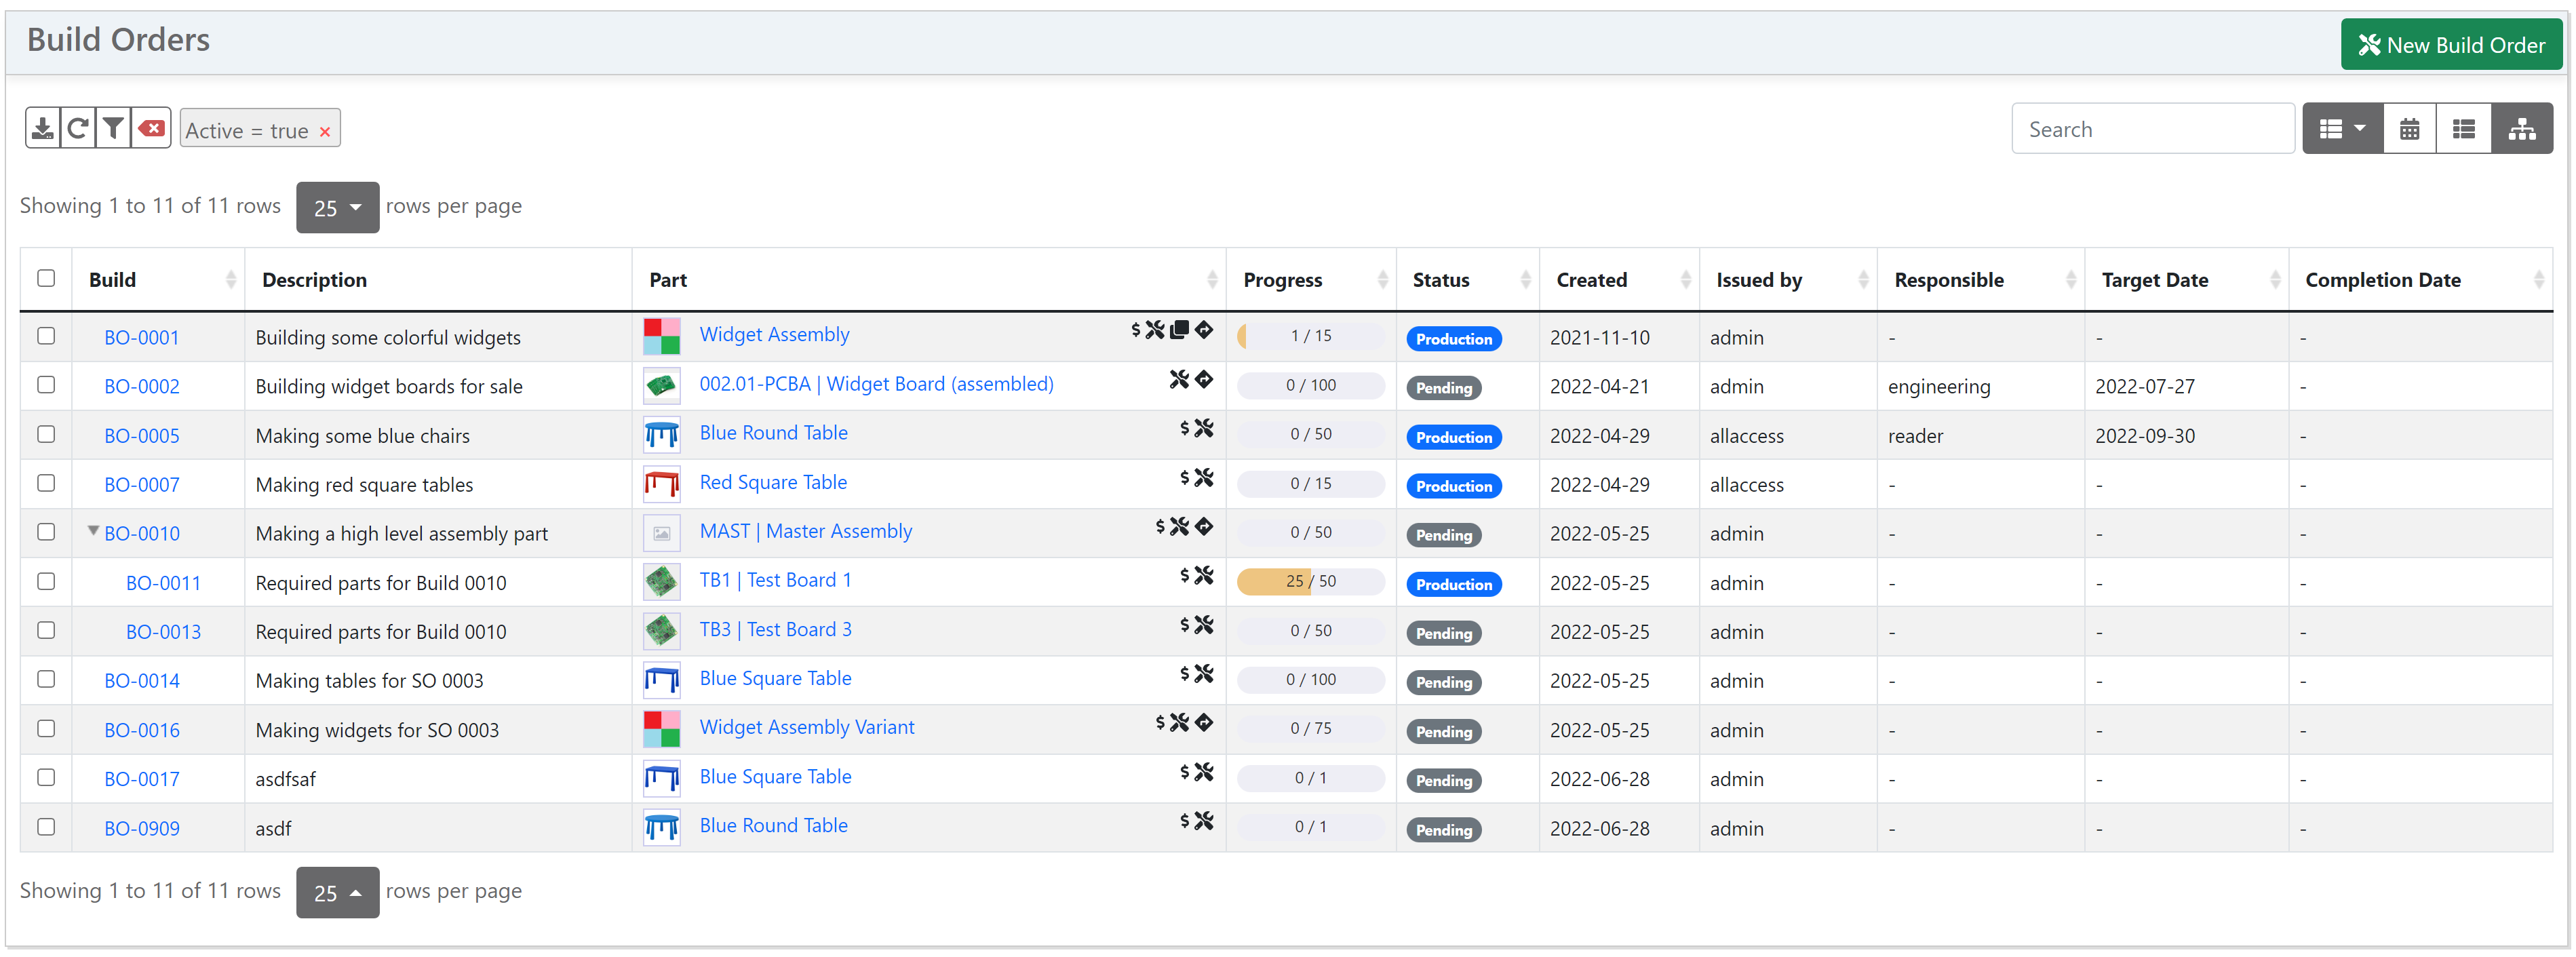 Build Orders
New Build Order
Active = true ×
Search
Showing 1 to 11 of 11 rows 25 rows per page
Build Description Part Progress Status Created Issued by Responsible Target Date Completion Date
BO-0001 Building some colorful widgets Widget Assembly 1 / 15 Production 2021-11-10 admin - - -
BO-0002 Building widget boards for sale 002.01-PCBA | Widget Board (assembled) 0 / 100 Pending 2022-04-21 admin engineering 2022-07-27 -
BO-0005 Making some blue chairs Blue Round Table 0 / 50 Production 2022-04-29 allaccess reader 2022-09-30 -
BO-0007 Making red square tables Red Square Table 0 / 15 Production 2022-04-29 allaccess - - -
BO-0010 Making a high level assembly part MAST | Master Assembly 0 / 50 Pending 2022-05-25 admin - - -
BO-0011 Required parts for Build 0010 TB1 | Test Board 1 25 / 50 Production 2022-05-25 admin - - -
BO-0013 Required parts for Build 0010 TB3 | Test Board 3 0 / 50 Pending 2022-05-25 admin - - -
BO-0014 Making tables for SO 0003 Blue Square Table 0 / 100 Pending 2022-05-25 admin - - -
BO-0016 Making widgets for SO 0003 Widget Assembly Variant 0 / 75 Pending 2022-05-25 admin - - -
BO-0017 asdfsaf Blue Square Table 0 / 1 Pending 2022-06-28 admin - - -
BO-0909 asdf Blue Round Table 0 / 1 Pending 2022-06-28 admin - - -
Showing 1 to 11 of 11 rows 25 rows per page